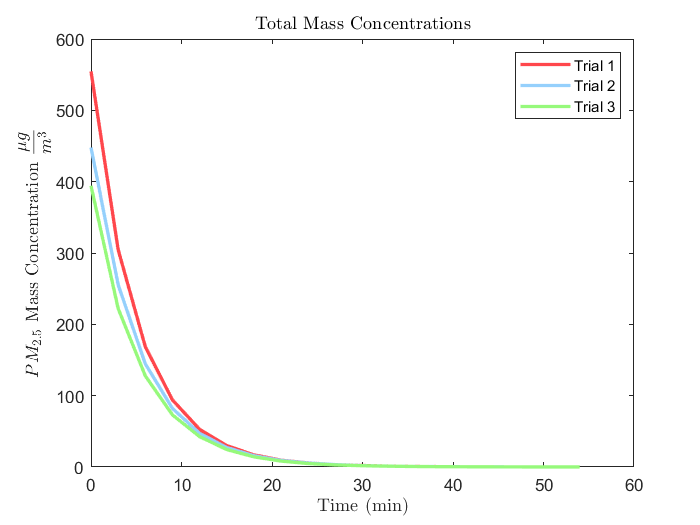 Total Mass Concentrations
600
500
400
300
200
100
0
PM2.5 Mass Concentration μg/m3
Trial 1
Trial 2
Trial 3
0 10 20 30 40 50 60
Time (min)